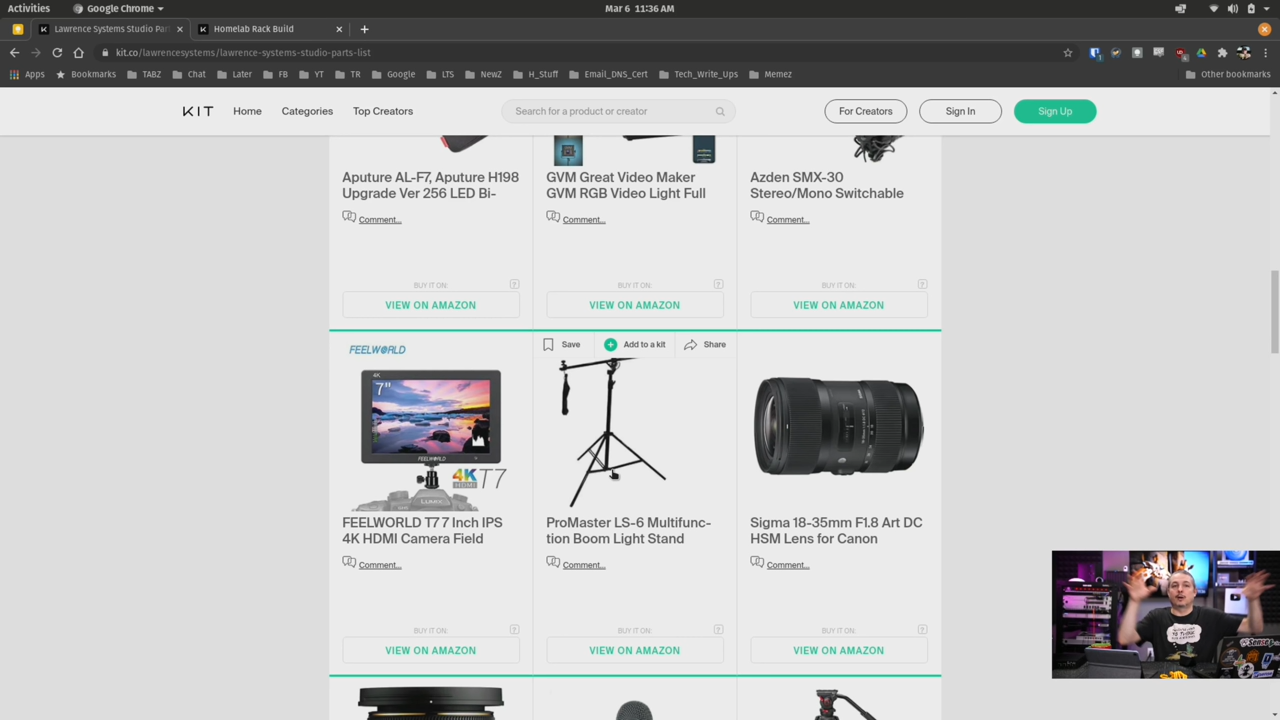 Activities
Google Chrome
Mar 6 11:36 AM
Lawrence Systems Studio Par
Homelab Rack Build
kit.co/lawrencesystems/lawrence-systems-studio-parts-list
Apps
Bookmarks
TABZ
Chat
Later
FB
YT
TR
Google
LTS
NewZ
H_Stuff
Email_DNS_Cert
Tech_Write_Ups
Memez
Other bookmarks
KIT
Home
Categories
Top Creators
Search for a product or creator
For Creators
Sign In
Sign Up
Aputure AL-F7, Aputure H198
Upgrade Ver 256 LED Bi-
Comment...
BUY IT ON:
VIEW ON AMAZON
GVM Great Video Maker
GVM RGB Video Light Full
Comment...
BUY IT ON:
VIEW ON AMAZON
Azden SMX-30
Stereo/Mono Switchable
Comment...
BUY IT ON:
VIEW ON AMAZON
FEELWORLD
4K
7"
FEELWORLD
4K T7
HDMI
LUMIX
FEELWORLD T7 7 Inch IPS
4K HDMI Camera Field
Comment...
BUY IT ON:
VIEW ON AMAZON
Save
Add to a kit
Share
ProMaster LS-6 Multifunc-
tion Boom Light Stand
Comment...
BUY IT ON:
VIEW ON AMAZON
Sigma 18-35mm F1.8 Art DC
HSM Lens for Canon
Comment...
BUY IT ON:
VIEW ON AMAZON